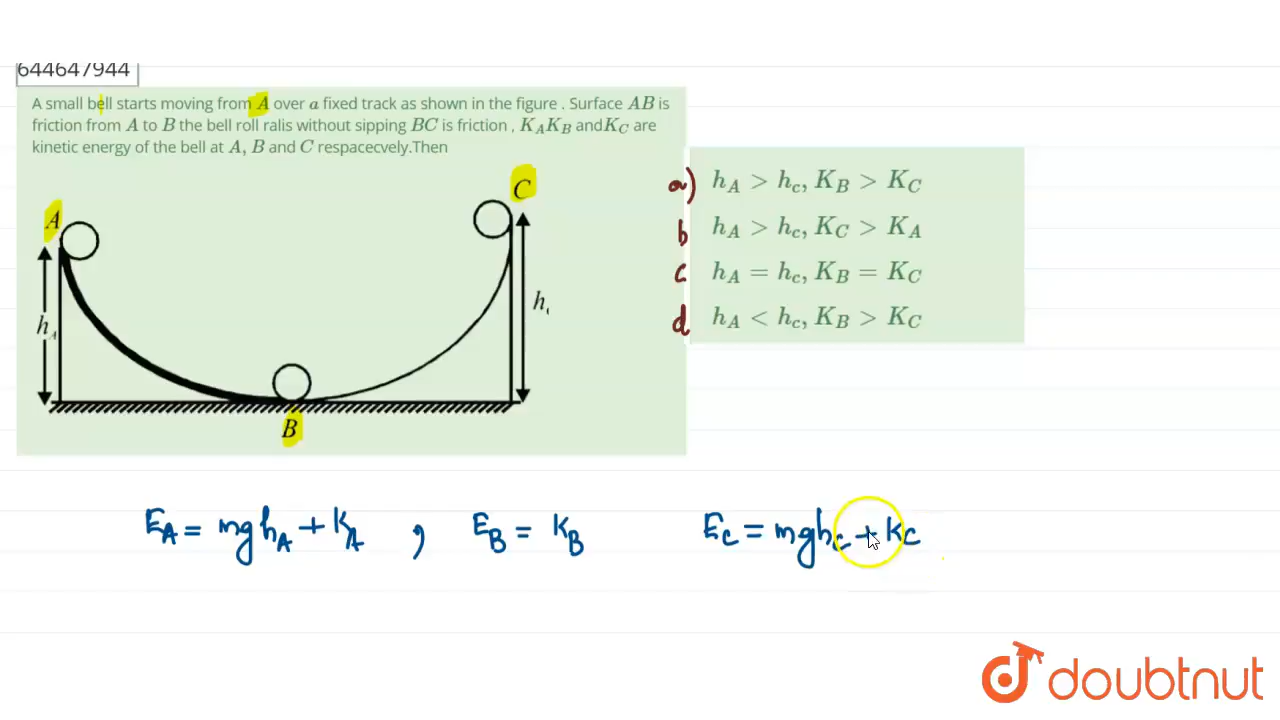 644647944
A small bell starts moving from A over a fixed track as shown in the figure . Surface AB is
friction from A to B the bell roll ralis without sipping BC is friction , K_A K_B and K_C are
kinetic energy of the bell at A, B and C respacecvely.Then
A
C
h_A
h
B
a) h_A > h_c, K_B > K_C
b h_A > h_c, K_C > K_A
c h_A = h_c, K_B = K_C
d h_A < h_c, K_B > K_C
E_A = mgh_A + K_A , E_B = K_B E_C = mgh_C + K_C
doubtnut